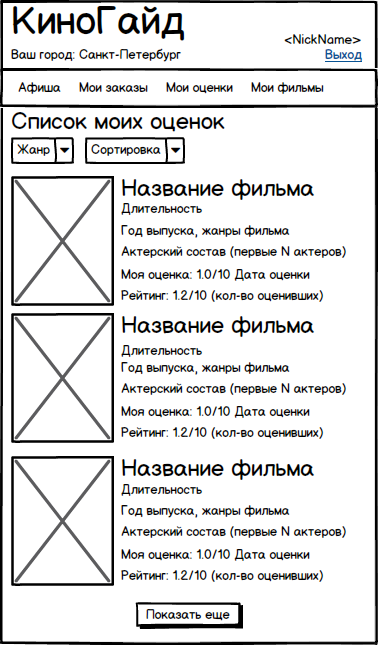 КиноГайд
<NickName>
Ваш город: Санкт-Петербург
Выход
Афиша Мои заказы Мои оценки Мои фильмы
Список моих оценок
Жанр Сортировка
Название фильма
Длительность
Год выпуска, жанры фильма
Актерский состав (первые N актеров)
Моя оценка: 1.0/10 Дата оценки
Рейтинг: 1.2/10 (кол-во оценивших)
Название фильма
Длительность
Год выпуска, жанры фильма
Актерский состав (первые N актеров)
Моя оценка: 1.0/10 Дата оценки
Рейтинг: 1.2/10 (кол-во оценивших)
Название фильма
Длительность
Год выпуска, жанры фильма
Актерский состав (первые N актеров)
Моя оценка: 1.0/10 Дата оценки
Рейтинг: 1.2/10 (кол-во оценивших)
Показать еще